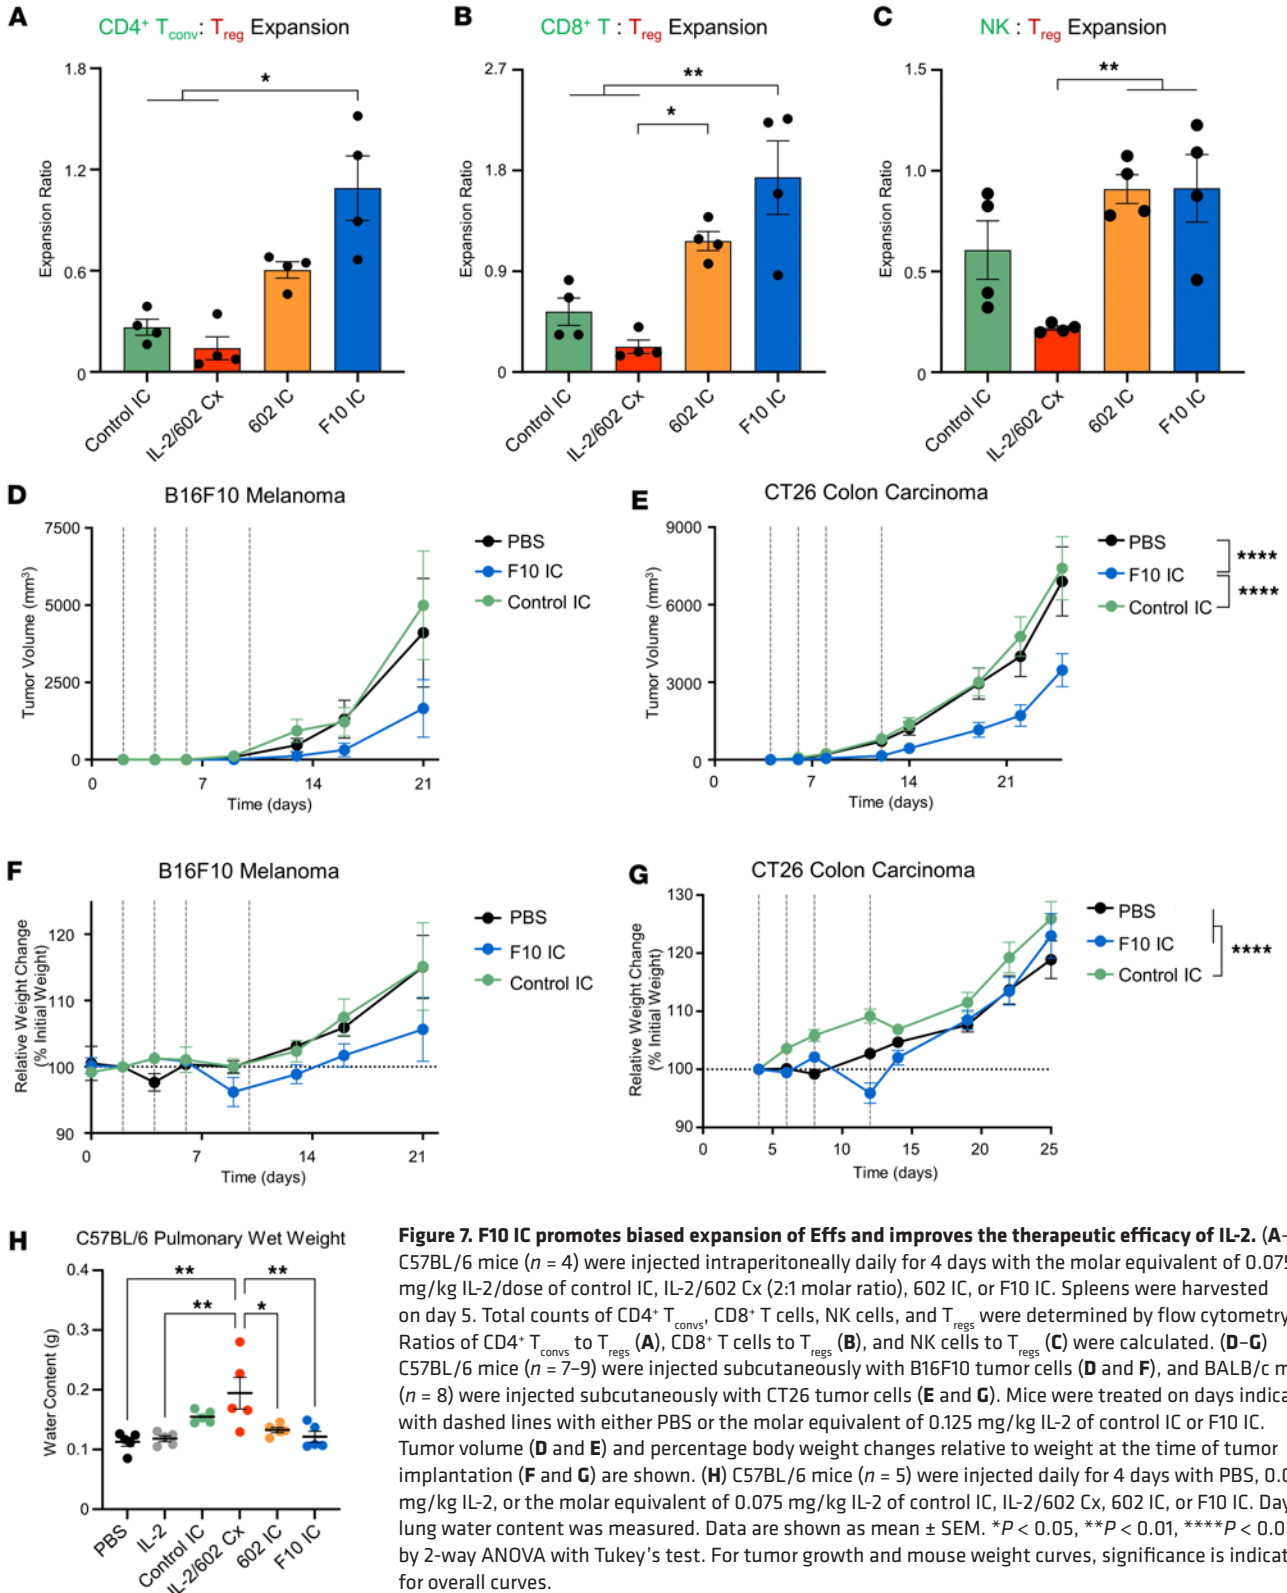 A
CD4⁺ Tconv: Treg Expansion
Expansion Ratio
1.8
1.2
0.6
0
*
Control IC
IL-2/602 Cx
602 IC
F10 IC
B
CD8⁺ T : Treg Expansion
Expansion Ratio
2.7
1.8
0.9
0
**
*
Control IC
IL-2/602 Cx
602 IC
F10 IC
C
NK : Treg Expansion
Expansion Ratio
1.5
1.0
0.5
0
**
Control IC
IL-2/602 Cx
602 IC
F10 IC
D
B16F10 Melanoma
Tumor Volume (mm³)
7500
5000
2500
0
0 7 14 21
Time (days)
PBS
F10 IC
Control IC
E
CT26 Colon Carcinoma
Tumor Volume (mm³)
9000
6000
3000
0
0 7 14 21
Time (days)
PBS
F10 IC
Control IC
****
****
F
B16F10 Melanoma
Relative Weight Change
(% Initial Weight)
120
110
100
90
0 7 14 21
Time (days)
PBS
F10 IC
Control IC
G
CT26 Colon Carcinoma
Relative Weight Change
(% Initial Weight)
130
120
110
100
90
0 5 10 15 20 25
Time (days)
PBS
F10 IC
Control IC
****
H
C57BL/6 Pulmonary Wet Weight
Water Content (g)
0.4
0.3
0.2
0.1
0
** **
** *
PBS
IL-2
Control IC
IL-2/602 Cx
602 IC
F10 IC
Figure 7. F10 IC promotes biased expansion of Effs and improves the therapeutic efficacy of IL-2. (A–
C57BL/6 mice (n = 4) were injected intraperitoneally daily for 4 days with the molar equivalent of 0.075
mg/kg IL-2/dose of control IC, IL-2/602 Cx (2:1 molar ratio), 602 IC, or F10 IC. Spleens were harvested
on day 5. Total counts of CD4⁺ Tconvs, CD8⁺ T cells, NK cells, and Tregs were determined by flow cytometry
Ratios of CD4⁺ Tconvs to Tregs (A), CD8⁺ T cells to Tregs (B), and NK cells to Tregs (C) were calculated. (D–G)
C57BL/6 mice (n = 7–9) were injected subcutaneously with B16F10 tumor cells (D and F), and BALB/c m
(n = 8) were injected subcutaneously with CT26 tumor cells (E and G). Mice were treated on days indica
with dashed lines with either PBS or the molar equivalent of 0.125 mg/kg IL-2 of control IC or F10 IC.
Tumor volume (D and E) and percentage body weight changes relative to weight at the time of tumor
implantation (F and G) are shown. (H) C57BL/6 mice (n = 5) were injected daily for 4 days with PBS, 0.0
mg/kg IL-2, or the molar equivalent of 0.075 mg/kg IL-2 of control IC, IL-2/602 Cx, 602 IC, or F10 IC. Day
lung water content was measured. Data are shown as mean ± SEM. *P < 0.05, **P < 0.01, ****P < 0.0
by 2-way ANOVA with Tukey's test. For tumor growth and mouse weight curves, significance is indicat
for overall curves.